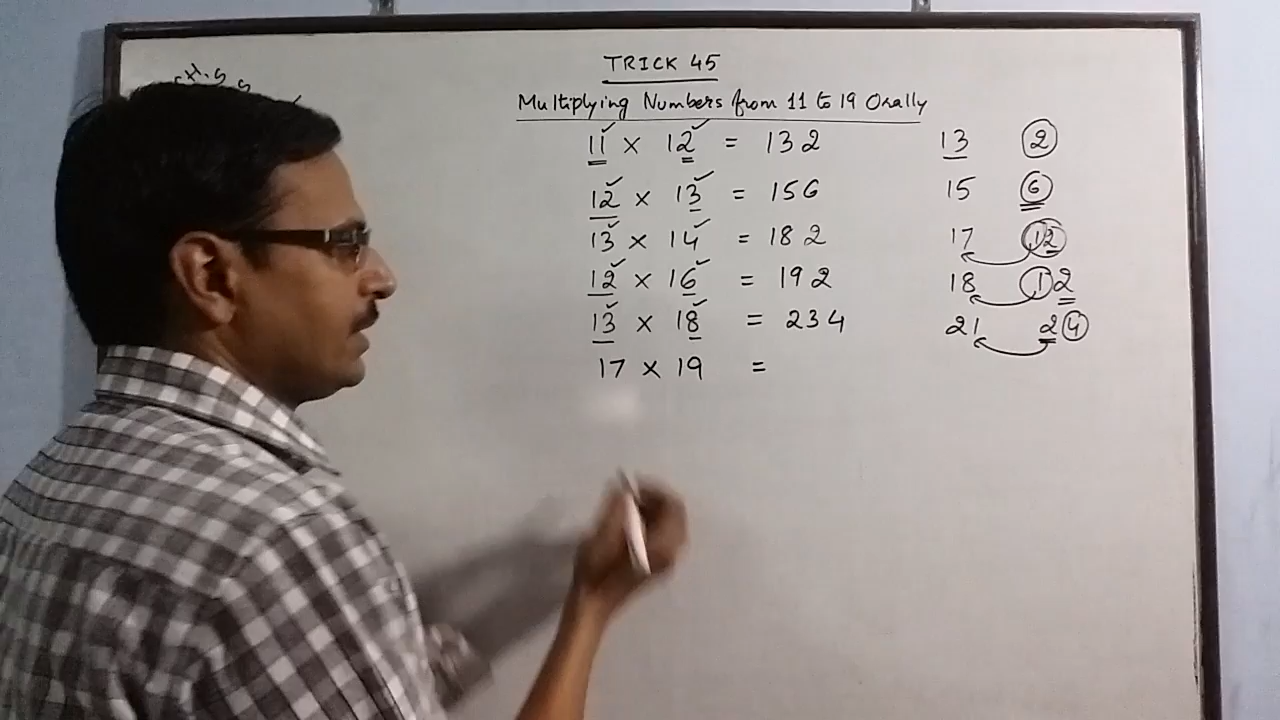 TRICK 45
Multiplying Numbers from 11 to 19 Orally
11 × 12 = 132 13 2
12 × 13 = 156 15 6
13 × 14 = 182 17 12
12 × 16 = 192 18 12
13 × 18 = 234 21 24
17 × 19 =